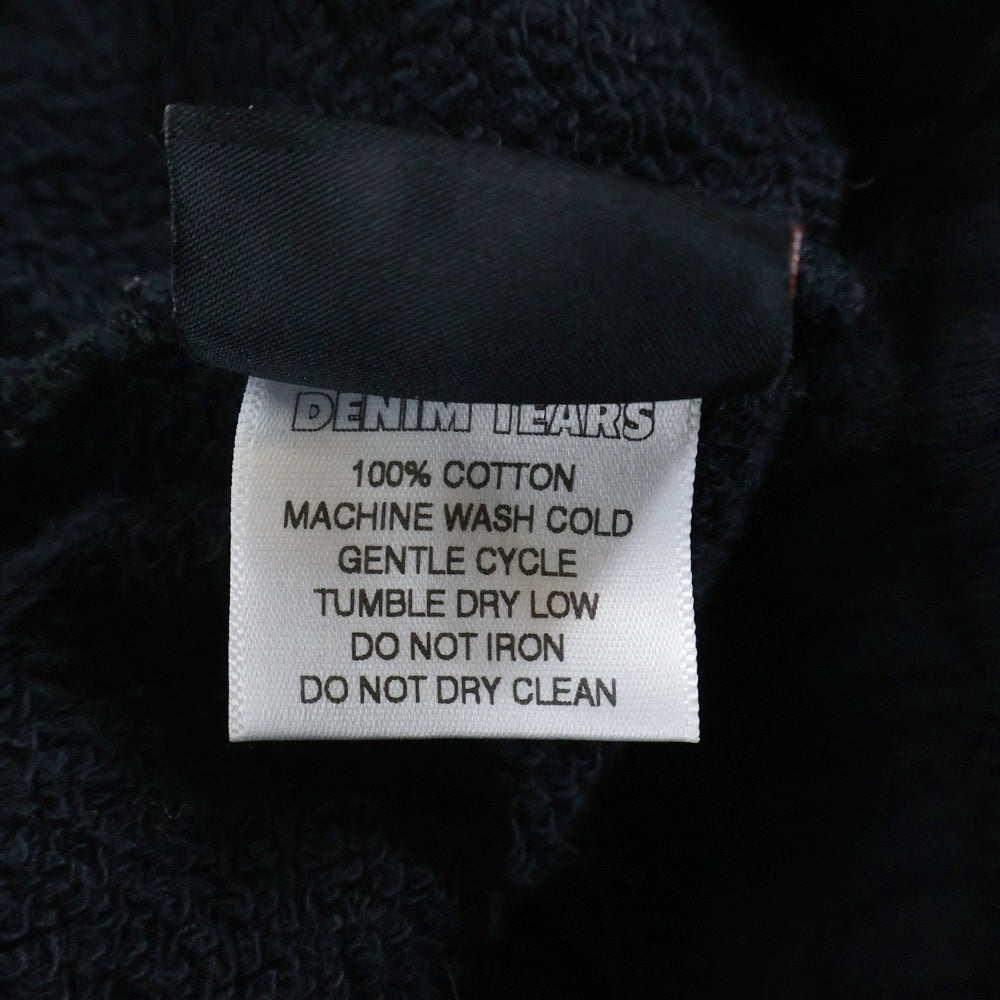 DENIM TEARS
100% COTTON
MACHINE WASH COLD
GENTLE CYCLE
TUMBLE DRY LOW
DO NOT IRON
DO NOT DRY CLEAN